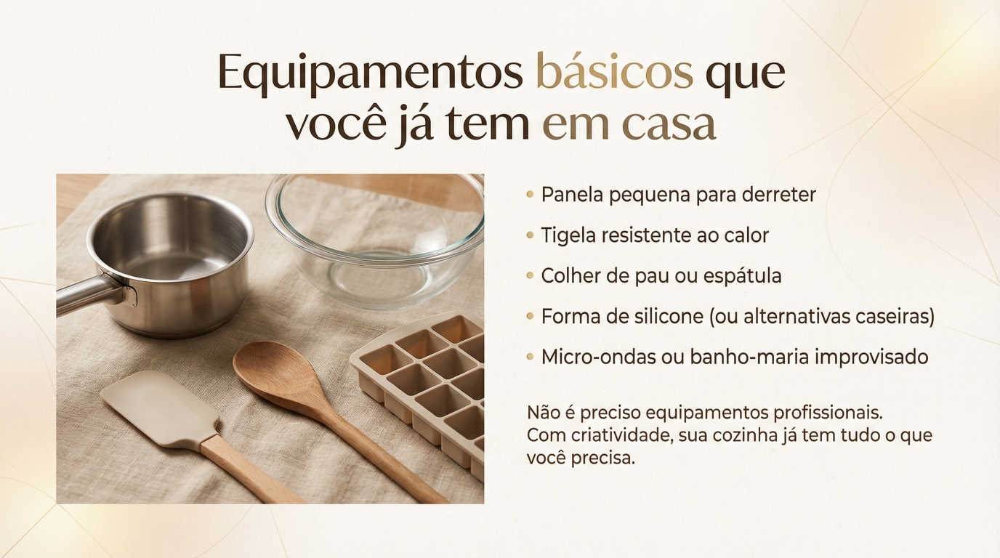 Equipamentos básicos que
você já tem em casa
• Panela pequena para derreter
• Tigela resistente ao calor
• Colher de pau ou espátula
• Forma de silicone (ou alternativas caseiras)
• Micro-ondas ou banho-maria improvisado
Não é preciso equipamentos profissionais.
Com criatividade, sua cozinha já tem tudo o que
você precisa.